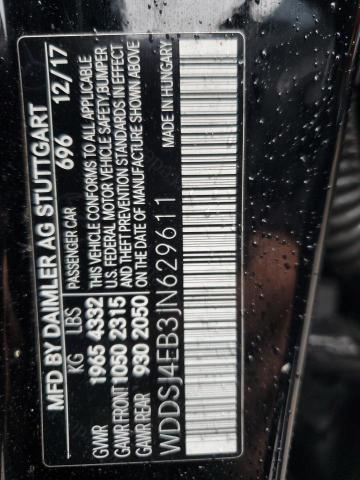 MFD BY DAIMLER AG STUTTGART
PASSENGER CAR 696 12/17
KG LBS
GVWR 1965 4332
GAWR FRONT 1050 2315
GAWR REAR 930 2050
THIS VEHICLE CONFORMS TO ALL APPLICABLE
FEDERAL MOTOR VEHICLE SAFETY, BUMPER
AND THEFT PREVENTION STANDARDS IN EFFECT
ON THE DATE OF MANUFACTURE SHOWN ABOVE.
WDDSJ4EB3JN629611
MADE IN HUNGARY